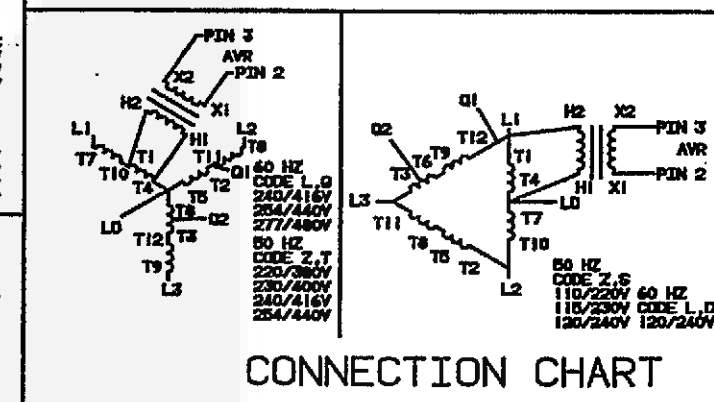 PIN 3
AVR
PIN 2
X2
X1
H2
H1
L1
T7
T10
T1
T4
L2
T8
T11
T2
Q1
T5
L0
T6
Q2
T12
T3
T9
L3
60 HZ
CODE L,Q
240/416V
254/440V
277/480V
50 HZ
CODE Z,T
220/380V
230/400V
240/416V
254/440V
Q1
L1
H2
X2
Q2
T12
PIN 3
T9
T6
T1
AVR
T3
T4
H1
X1
PIN 2
L3
L0
T11
T7
T8
T10
T5
T2
L2
50 HZ
CODE Z,S
110/220V 60 HZ
115/230V CODE L,D
120/240V 120/240V
CONNECTION CHART